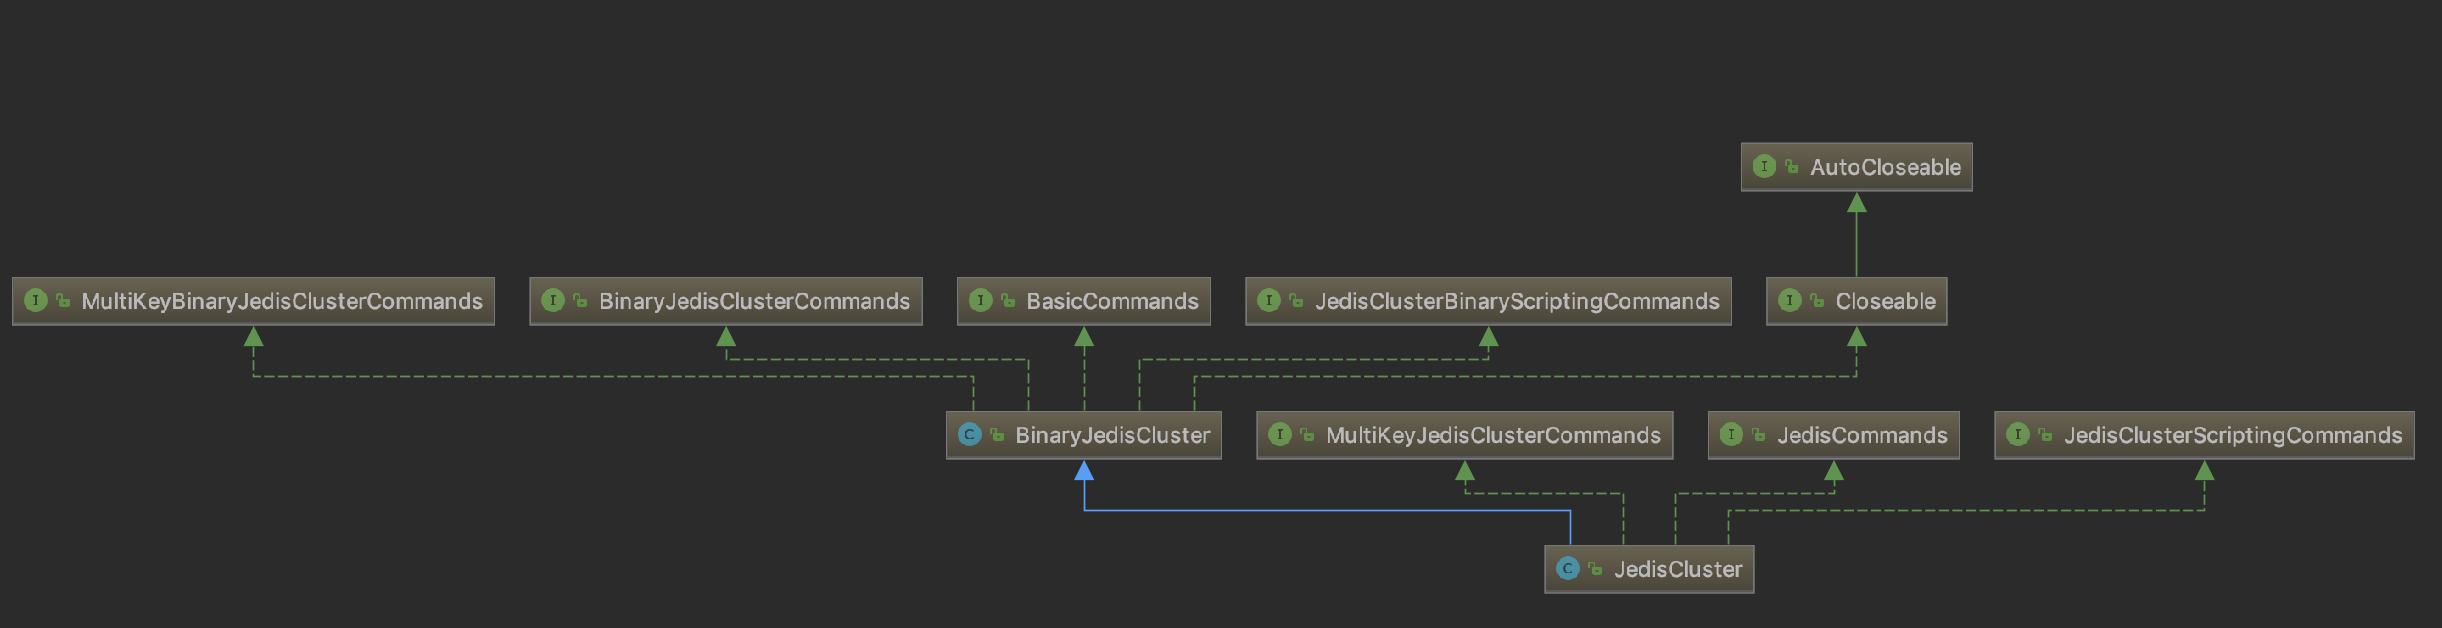 I AutoCloseable
I MultiKeyBinaryJedisClusterCommands
I BinaryJedisClusterCommands
I BasicCommands
I JedisClusterBinaryScriptingCommands
I Closeable
C BinaryJedisCluster
I MultiKeyJedisClusterCommands
I JedisCommands
I JedisClusterScriptingCommands
C JedisCluster